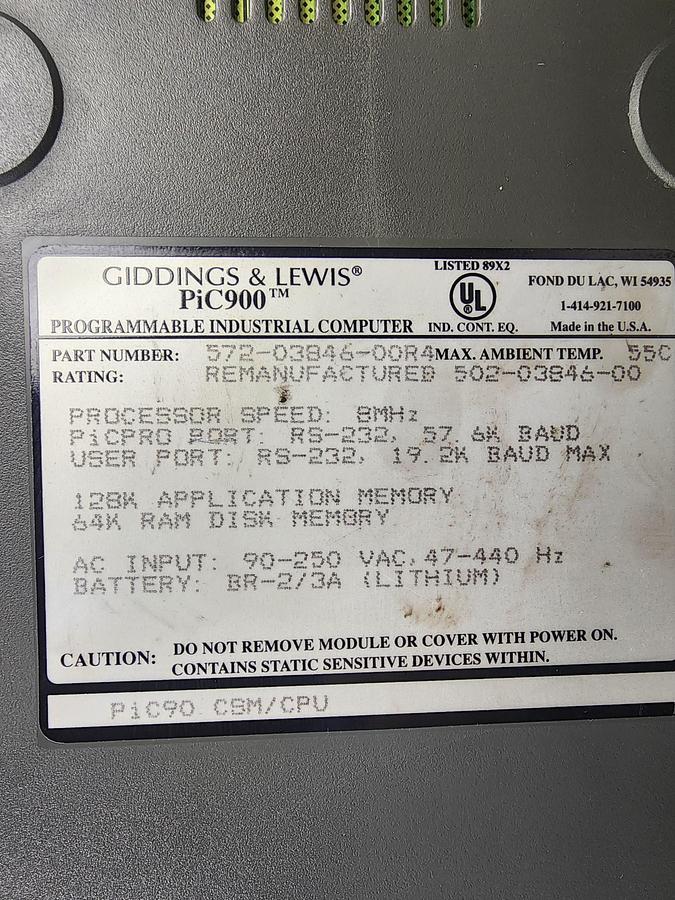 GIDDINGS & LEWIS®
PiC900™
PROGRAMMABLE INDUSTRIAL COMPUTER
LISTED 89X2
UL
®
IND. CONT. EQ.
FOND DU LAC, WI 54935
1-414-921-7100
Made in the U.S.A.
PART NUMBER: 572-03846-00R4 MAX. AMBIENT TEMP. 55C
RATING: REMANUFACTURED 502-03846-00
PROCESSOR SPEED: 8MHz
PiCPRO PORT: RS-232, 57.6K BAUD
USER PORT: RS-232, 19.2K BAUD MAX
128K APPLICATION MEMORY
64K RAM DISK MEMORY
AC INPUT: 90-250 VAC, 47-440 Hz
BATTERY: BR-2/3A (LITHIUM)
CAUTION: DO NOT REMOVE MODULE OR COVER WITH POWER ON.
CONTAINS STATIC SENSITIVE DEVICES WITHIN.
PiC90 CSM/CPU